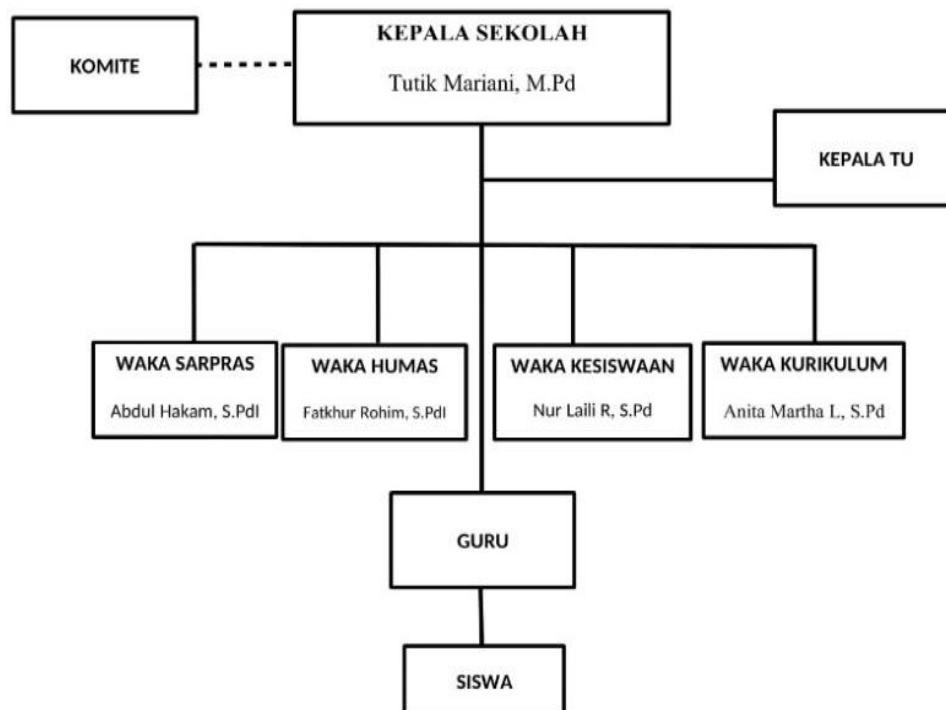 KEPALA SEKOLAH
Tutik Mariani, M.Pd
KOMITE
KEPALA TU
WAKA SARPRAS
Abdul Hakam, S.PdI
WAKA HUMAS
Fatkhur Rohim, S.PdI
WAKA KESISWAAN
Nur Laili R, S.Pd
WAKA KURIKULUM
Anita Martha L, S.Pd
GURU
SISWA